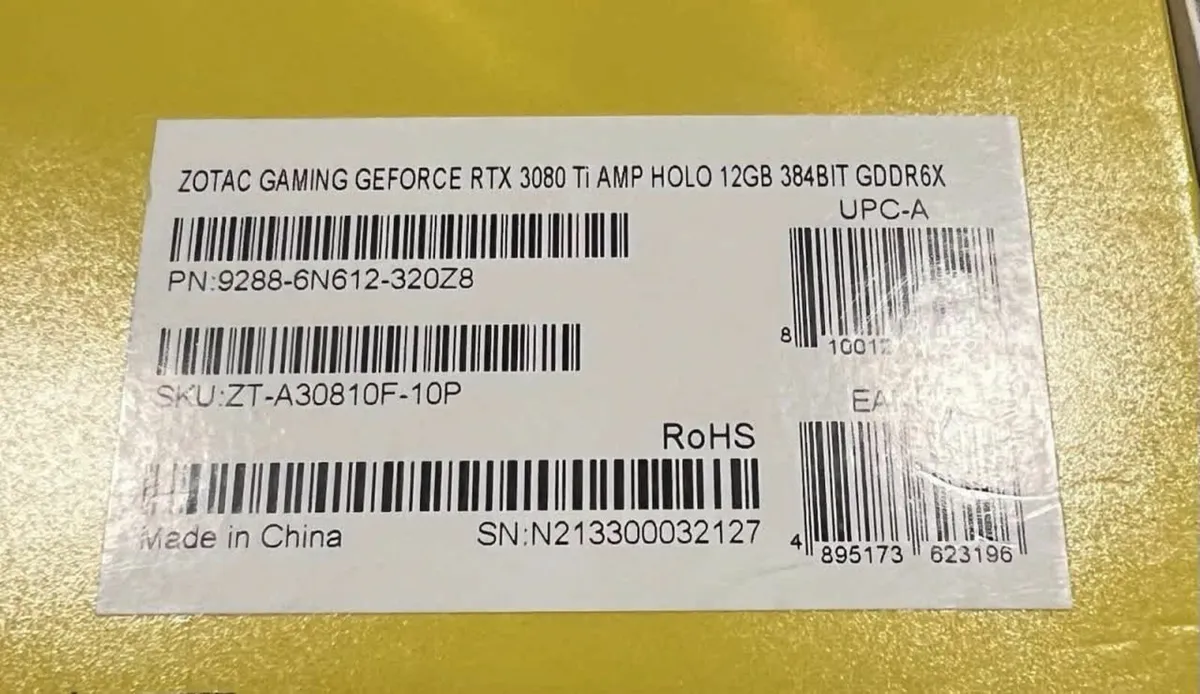 ZOTAC GAMING GEFORCE RTX 3080 Ti AMP HOLO 12GB 384BIT GDDR6X
UPC-A
PN:9288-6N612-320Z8
8
SKU:ZT-A30810F-10P
RoHS
Made in China
SN:N213300032127
4 895173 623196